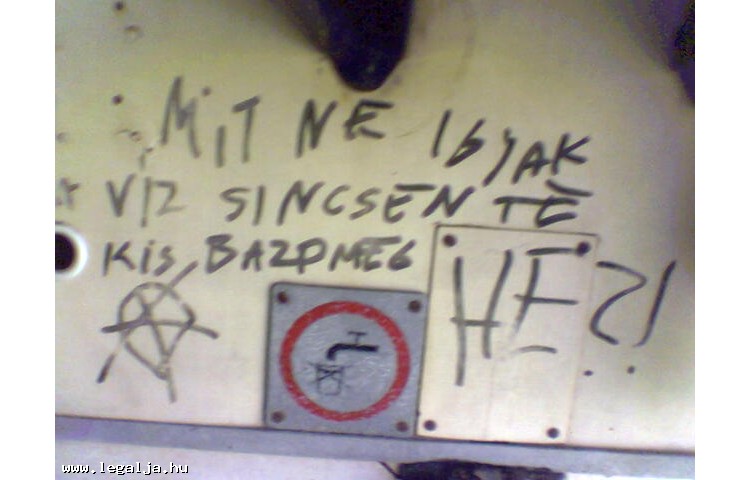 MIT NE IGYAK
VIZ SINCSEN TE
KIS BAZDMEG
HE?!
www.legalja.hu